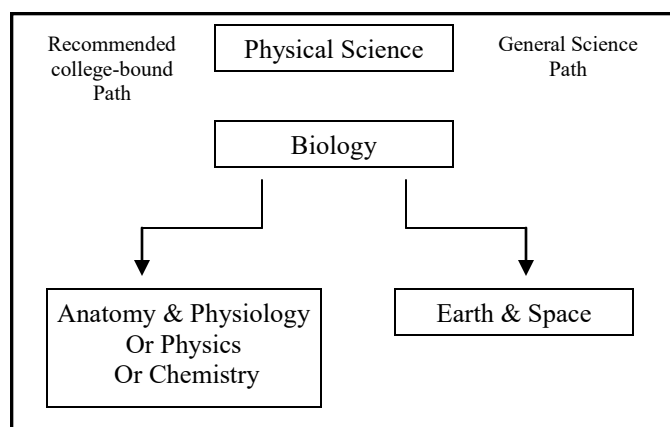 Recommended
college-bound
Path
Physical Science
General Science
Path
Biology
Anatomy & Physiology
Or Physics
Or Chemistry
Earth & Space